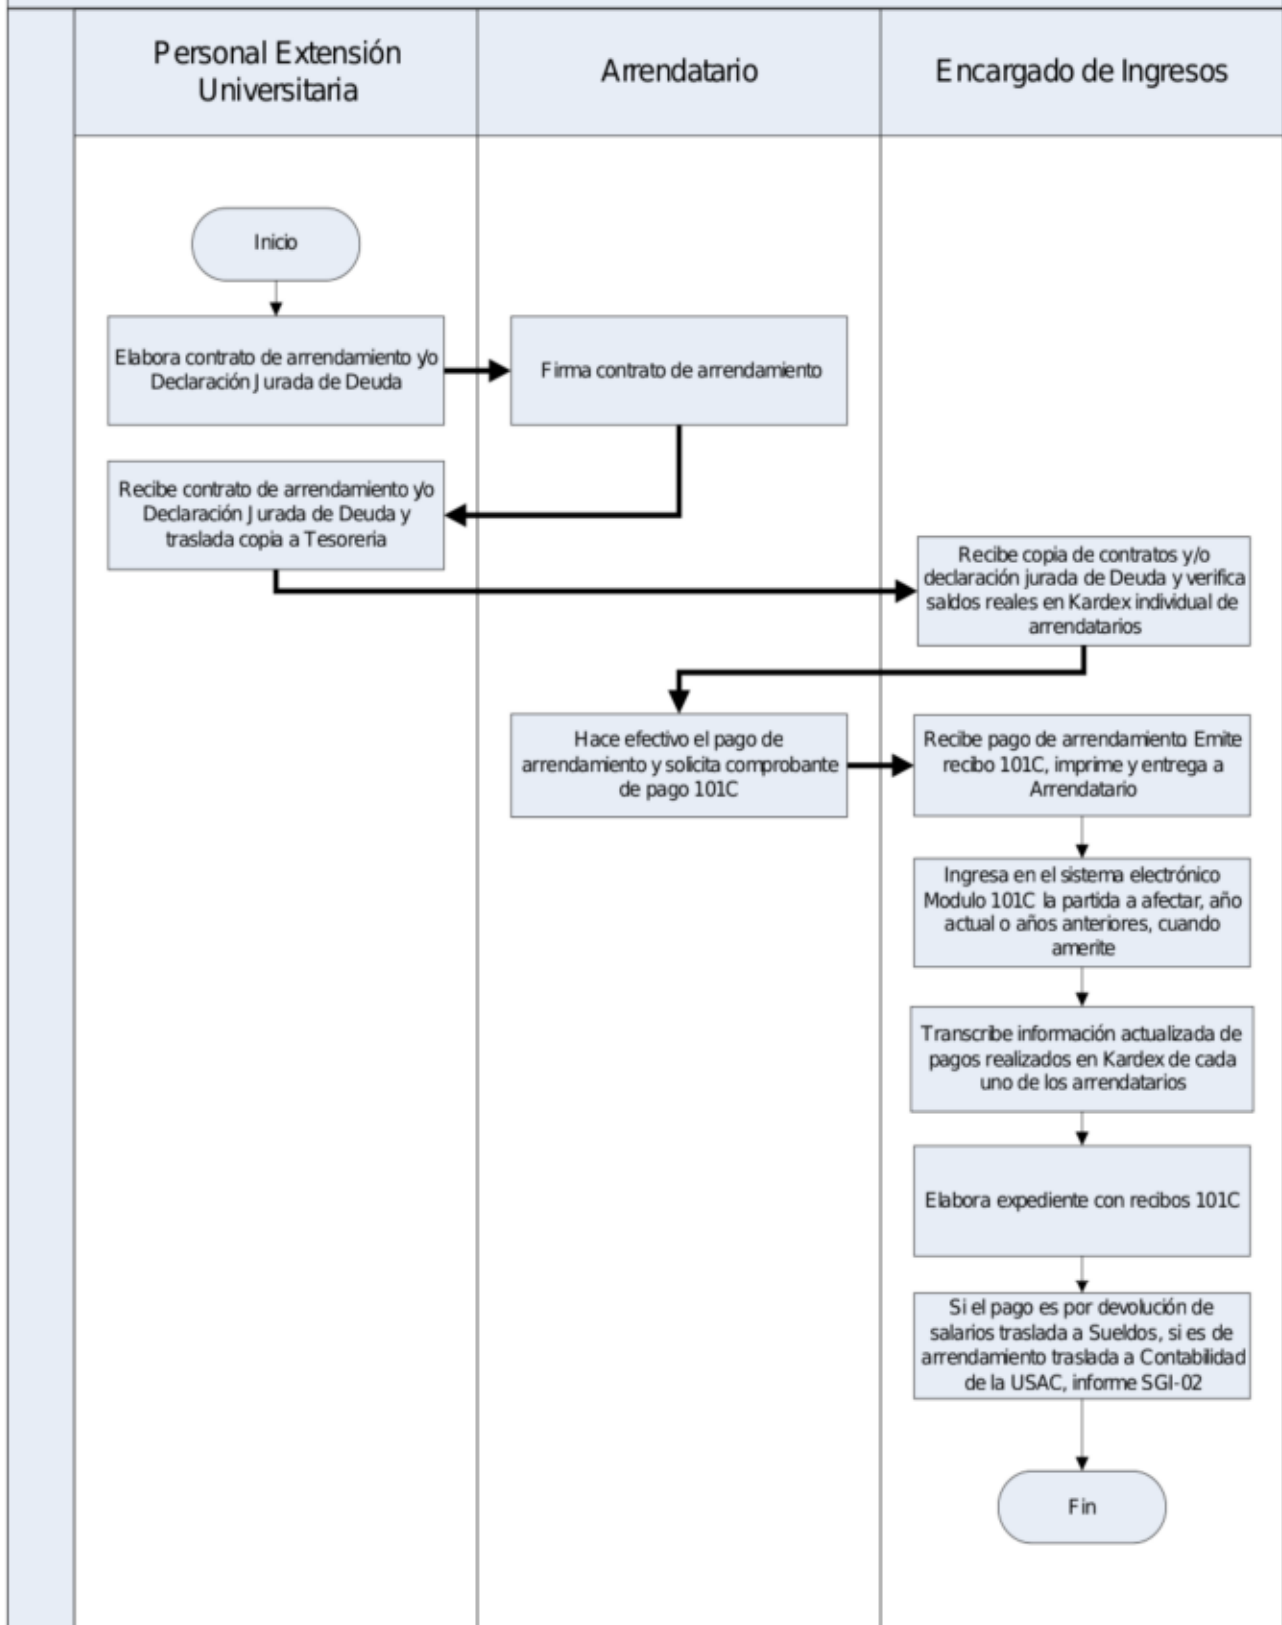 Personal Extensión
Universitaria
Arrendatario
Encargado de Ingresos
Inicio
Elabora contrato de arrendamiento y/o
Declaración Jurada de Deuda
Firma contrato de arrendamiento
Recibe contrato de arrendamiento y/o
Declaración Jurada de Deuda y
traslada copia a Tesoreria
Recibe copia de contratos y/o
declaración jurada de Deuda y verifica
saldos reales en Kardex individual de
arrendatarios
Hace efectivo el pago de
arrendamiento y solicita comprobante
de pago 101C
Recibe pago de arrendamiento. Emite
recibo 101C, imprime y entrega a
Arrendatario
Ingresa en el sistema electrónico
Modulo 101C la partida a afectar, año
actual o años anteriores, cuando
amerite
Transcribe información actualizada de
pagos realizados en Kardex de cada
uno de los arrendatarios
Elabora expediente con recibos 101C
Si el pago es por devolución de
salarios traslada a Sueldos, si es de
arrendamiento traslada a Contabilidad
de la USAC, informe SGI-02
Fin